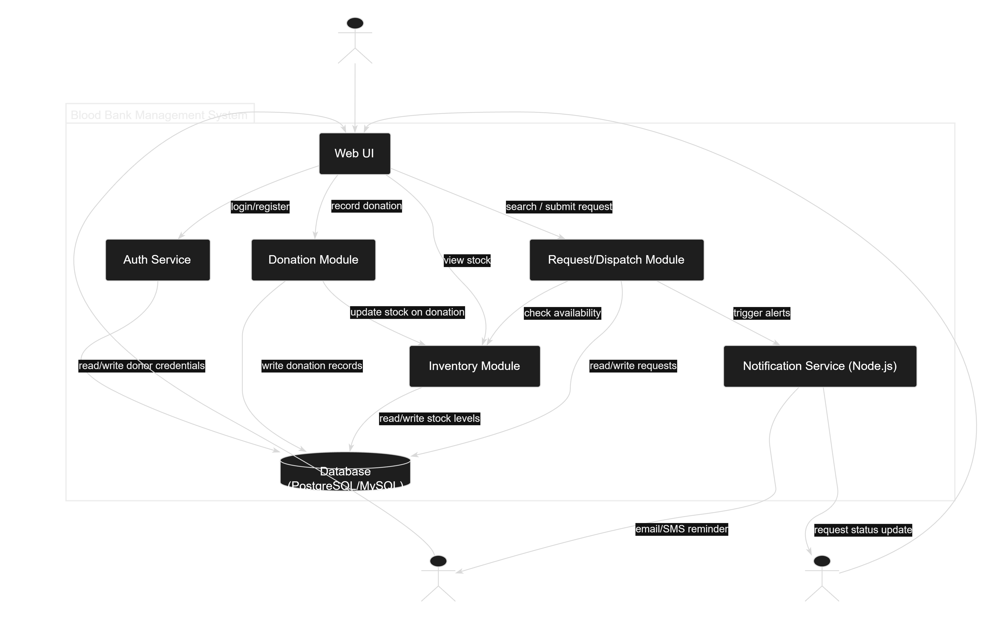 Blood Bank Management System
Web UI
login/register
record donation
search / submit request
Auth Service
Donation Module
view stock
Request/Dispatch Module
update stock on donation
check availability
trigger alerts
read/write donor credentials
write donation records
Inventory Module
read/write requests
Notification Service (Node.js)
read/write stock levels
Database
(PostgreSQL/MySQL)
email/SMS reminder
request status update